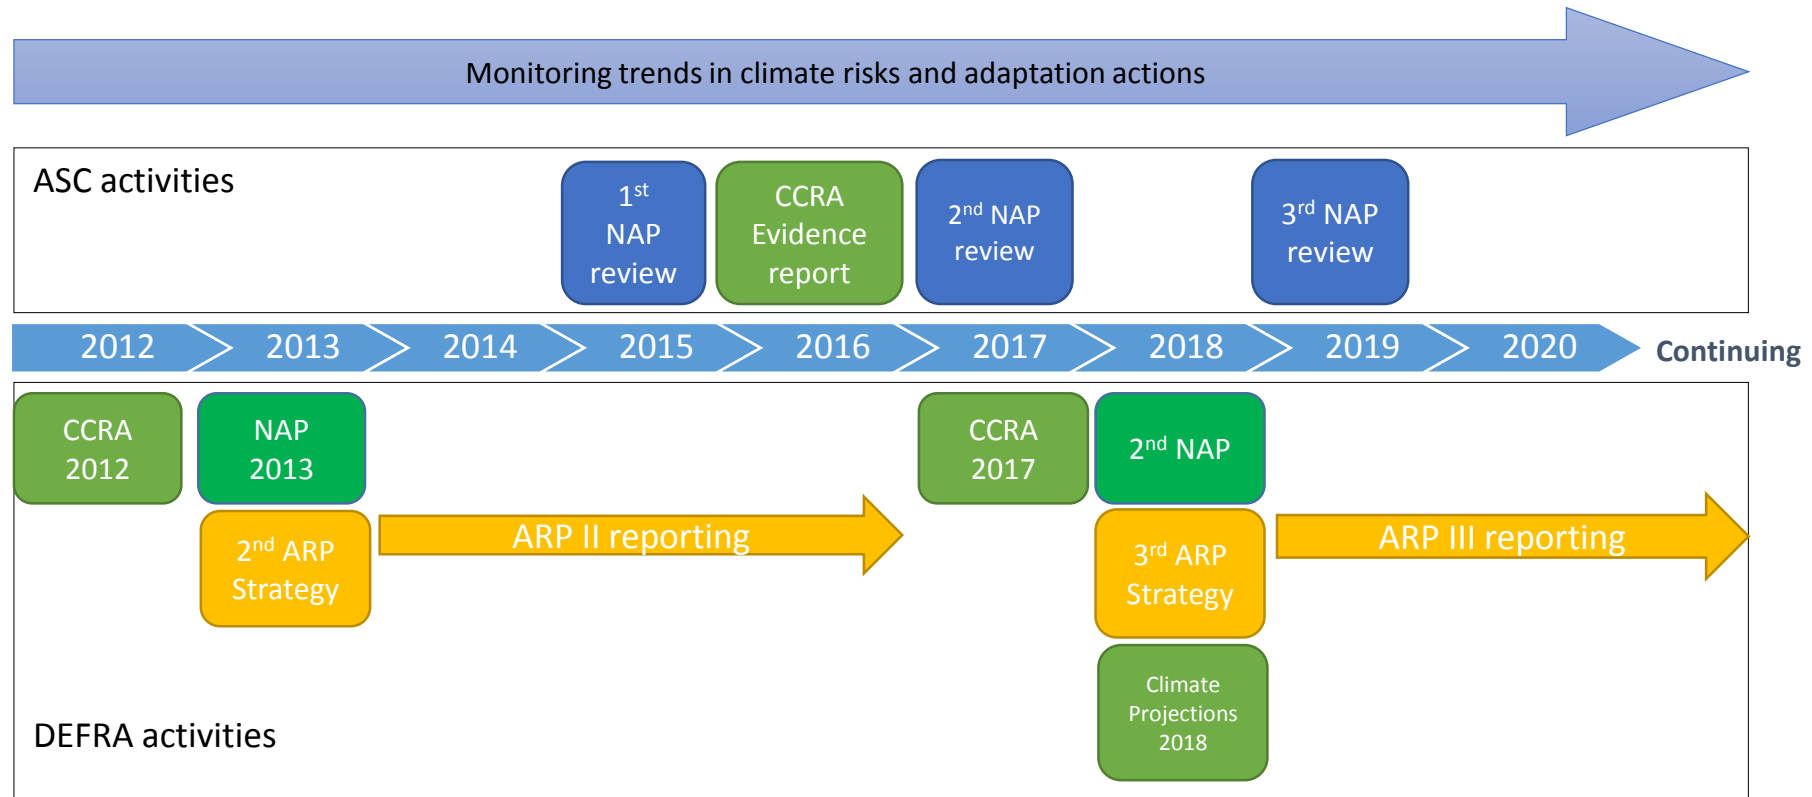 Monitoring trends in climate risks and adaptation actions
ASC activities
1st
NAP
review
CCRA
Evidence
report
2nd NAP
review
3rd NAP
review
2012
2013
2014
2015
2016
2017
2018
2019
2020
Continuing
CCRA
2012
NAP
2013
CCRA
2017
2nd NAP
2nd ARP
Strategy
ARP II reporting
3rd ARP
Strategy
ARP III reporting
Climate
Projections
2018
DEFRA activities